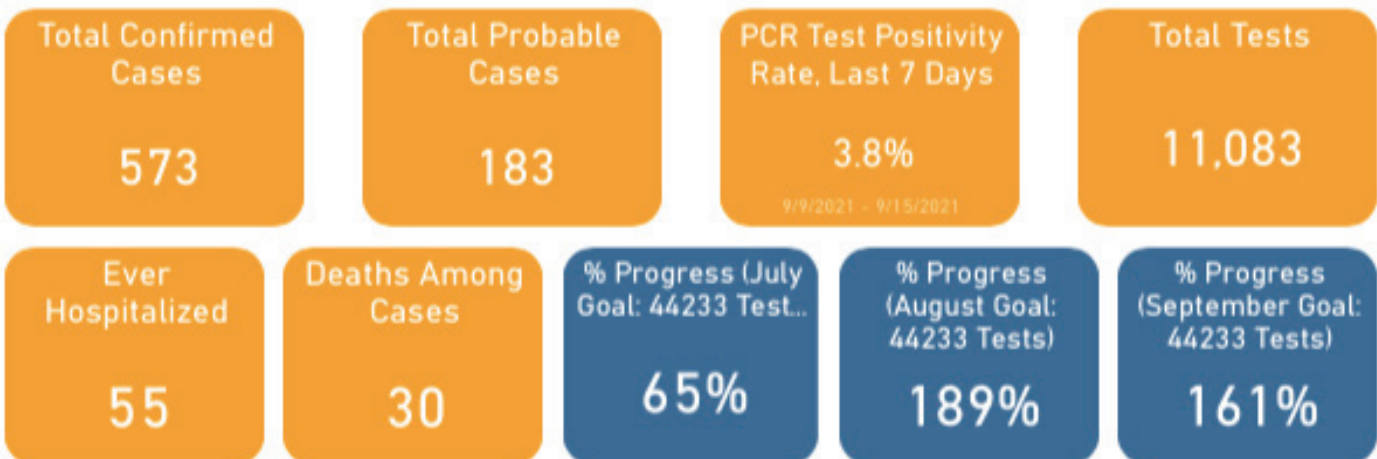 Total Confirmed
Cases
573
Total Probable
Cases
183
PCR Test Positivity
Rate, Last 7 Days
3.8%
9/9/2021 - 9/15/2021
Total Tests
11,083
Ever
Hospitalized
55
Deaths Among
Cases
30
% Progress (July
Goal: 44233 Test...
65%
% Progress
(August Goal:
44233 Tests)
189%
% Progress
(September Goal:
44233 Tests)
161%